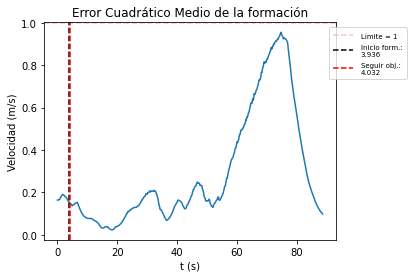 Error Cuadrático Medio de la formación
1.0
0.8
0.6
0.4
0.2
0.0
Velocidad (m/s)
0
20
40
60
80
t (s)
Límite = 1
Inicio form.:
3.936
Seguir obj.:
4.032